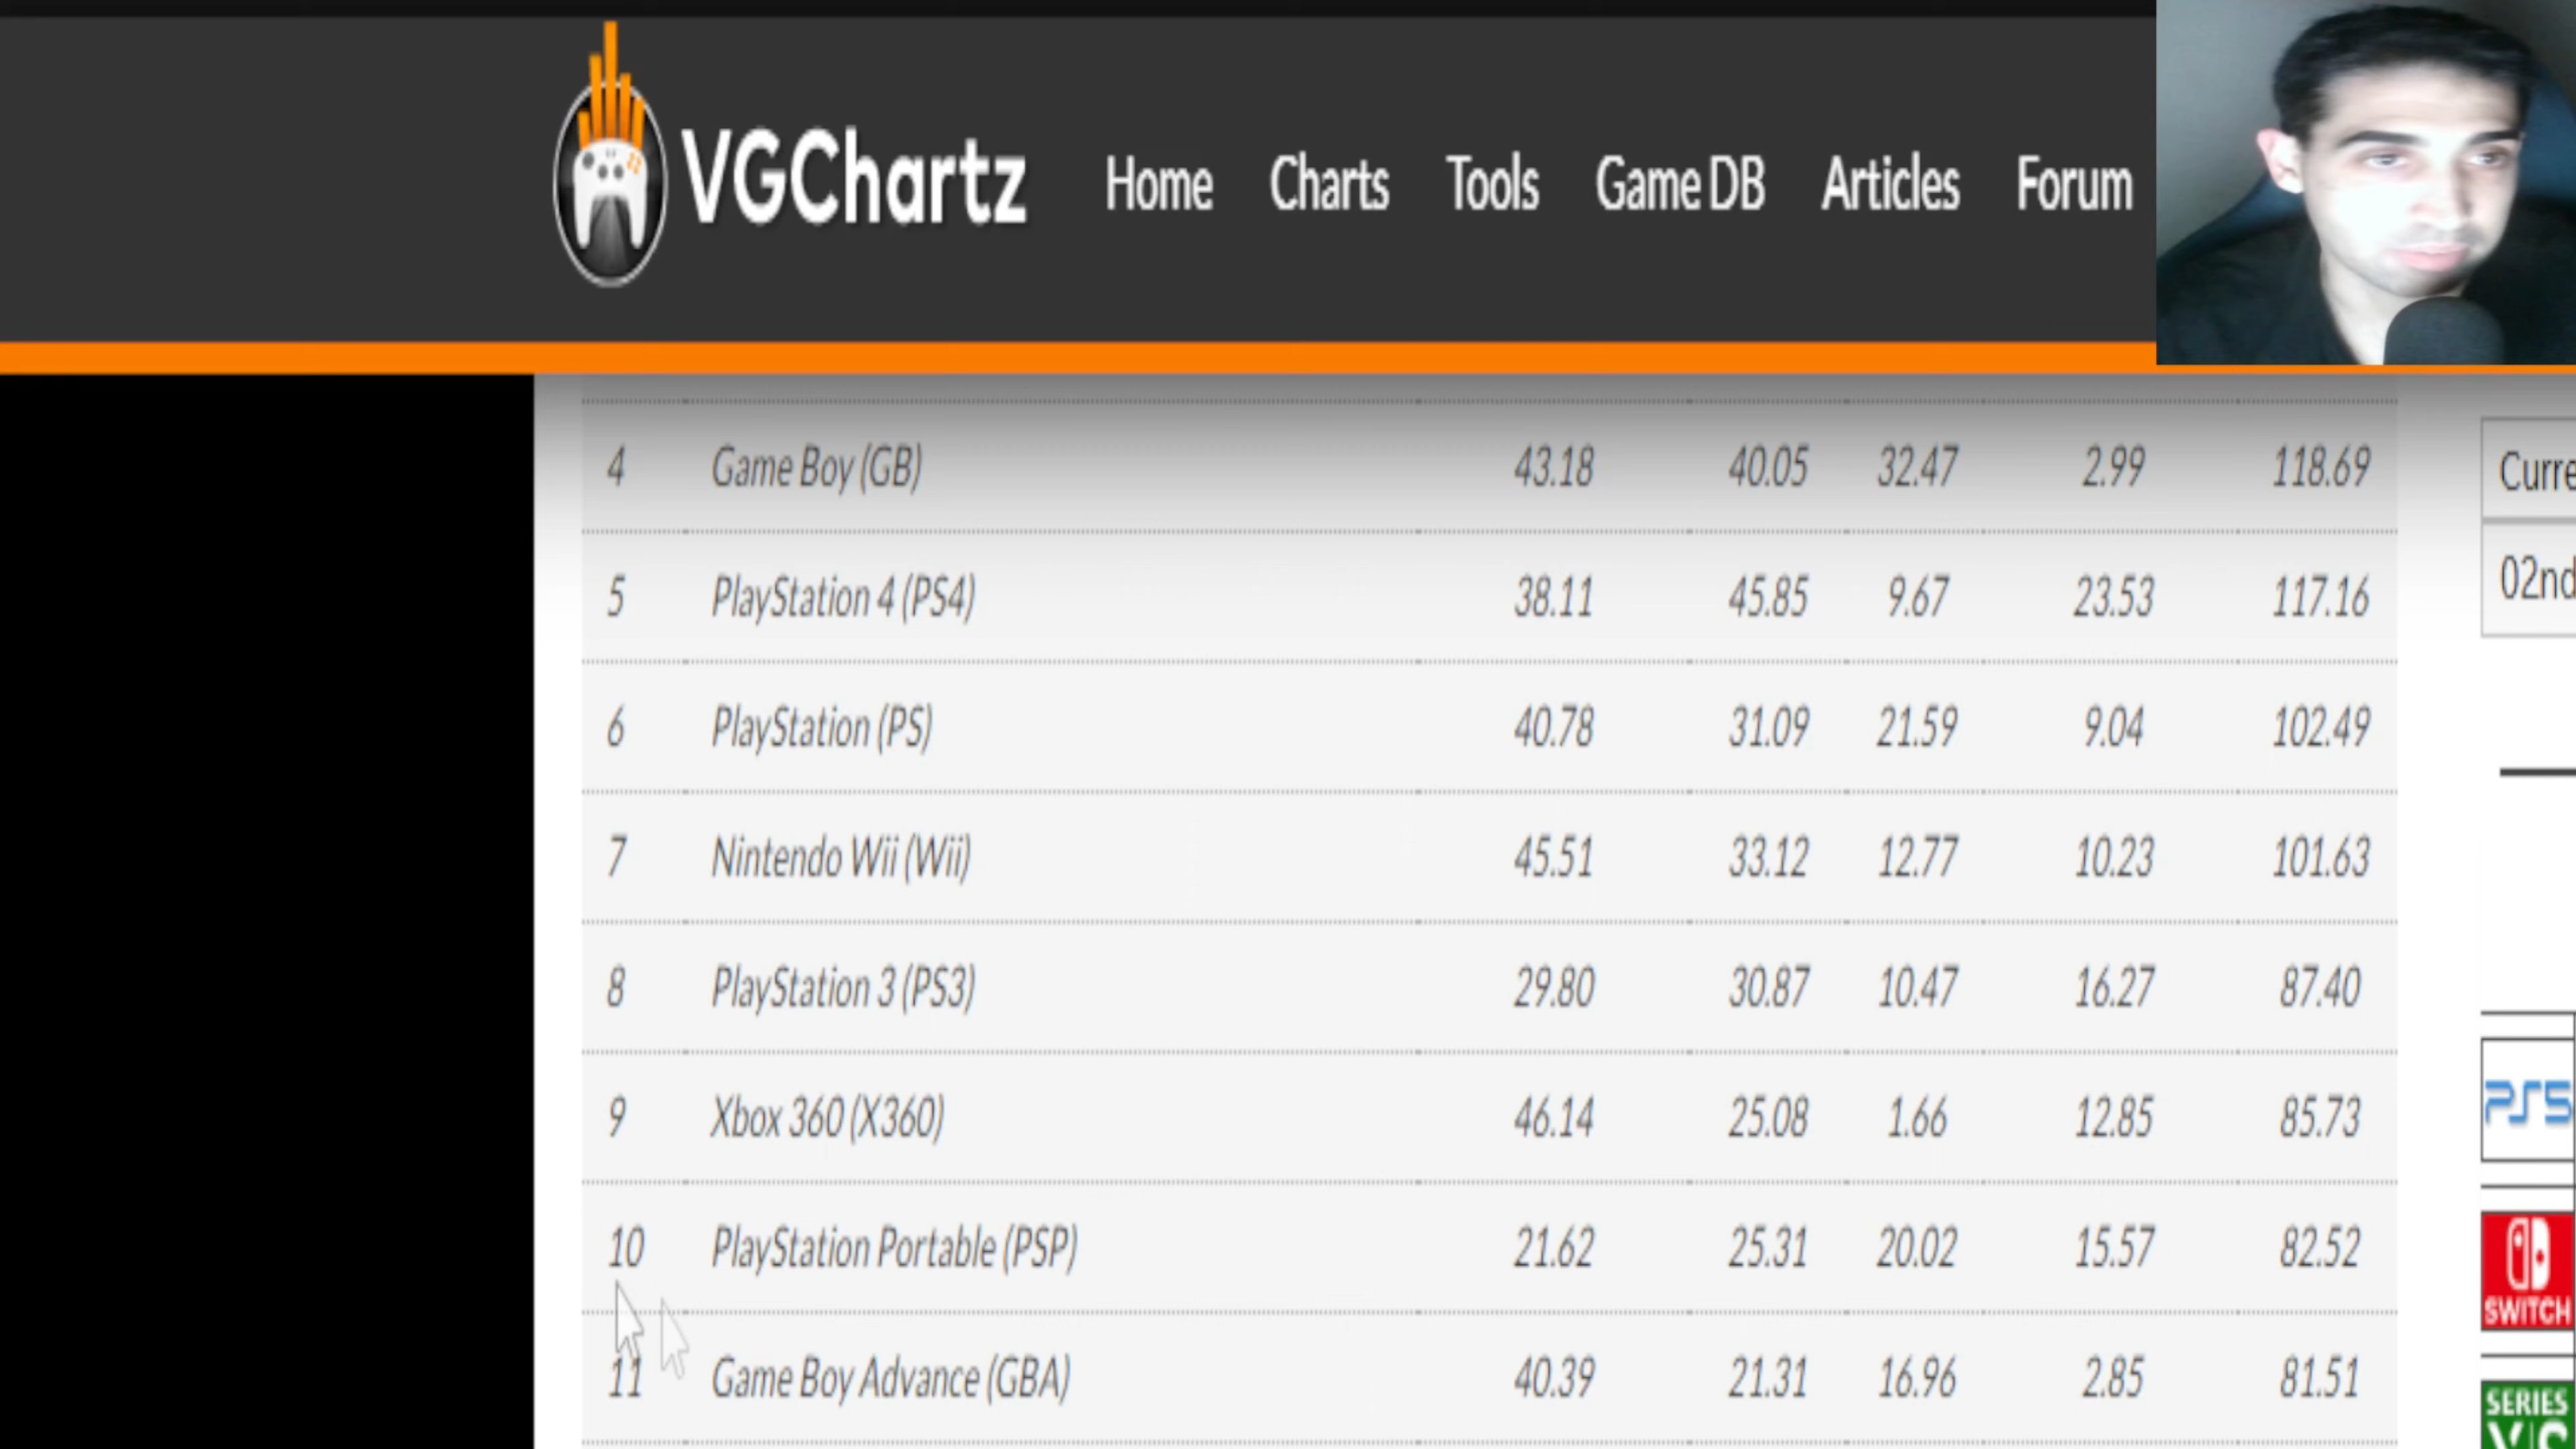 VGChartz Home Charts Tools Game DB Articles Forum
4 Game Boy (GB) 43.18 40.05 32.47 2.99 118.69
5 PlayStation 4 (PS4) 38.11 45.85 9.67 23.53 117.16
6 PlayStation (PS) 40.78 31.09 21.59 9.04 102.49
7 Nintendo Wii (Wii) 45.51 33.12 12.77 10.23 101.63
8 PlayStation 3 (PS3) 29.80 30.87 10.47 16.27 87.40
9 Xbox 360 (X360) 46.14 25.08 1.66 12.85 85.73
10 PlayStation Portable (PSP) 21.62 25.31 20.02 15.57 82.52
11 Game Boy Advance (GBA) 40.39 21.31 16.96 2.85 81.51
Curre
02nd
PS5
SWITCH
SERIES